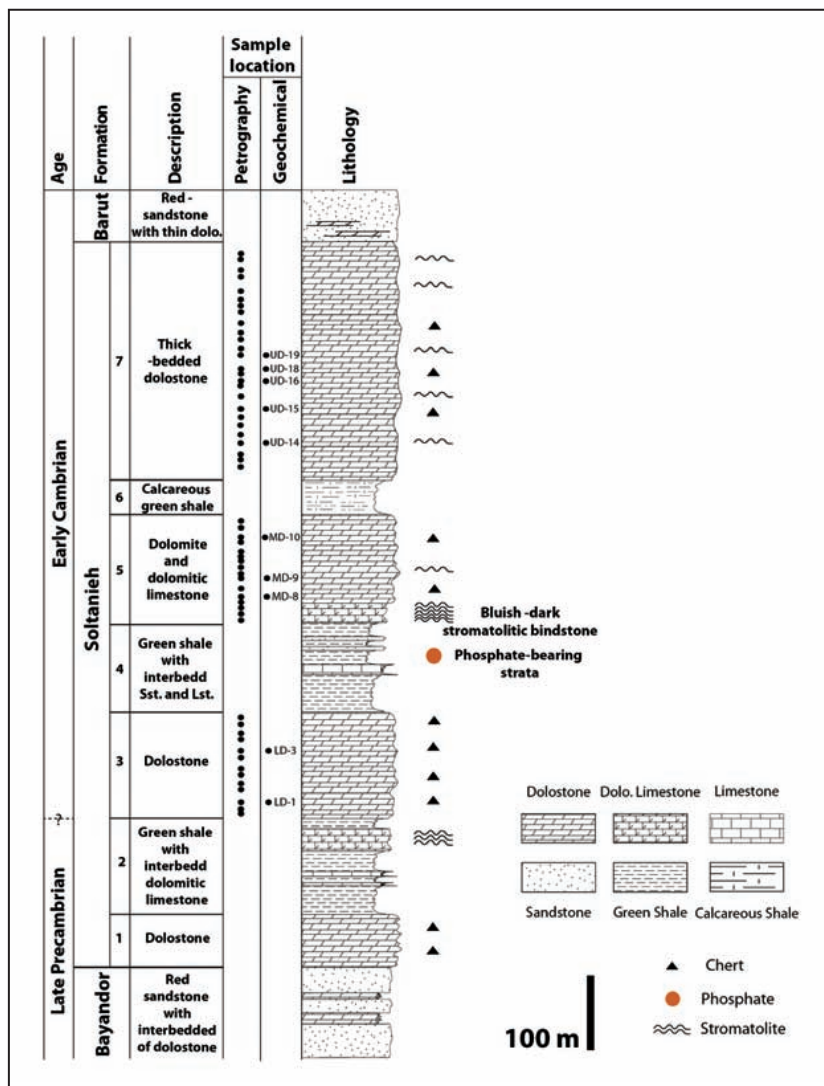 Sample
location
Age
Formation
Description
Petrography
Geochemical
Lithology
Early Cambrian
Late Precambrian
-?-
Barut
Soltanieh
Bayandor
Red -
sandstone
with thin dolo.
7
Thick
-bedded
dolostone
UD-19
UD-18
UD-16
UD-15
UD-14
6
Calcareous
green shale
5
Dolomite
and
dolomitic
limestone
MD-10
MD-9
MD-8
Bluish -dark
stromatolitic bindstone
4
Green shale
with
interbedd
Sst. and Lst.
Phosphate-bearing
strata
3
Dolostone
LD-3
LD-1
2
Green shale
with
interbedd
dolomitic
limestone
1
Dolostone
Red
sandstone
with
interbedded
of dolostone
Dolostone Dolo. Limestone Limestone
Sandstone Green Shale Calcareous Shale
Chert
Phosphate
Stromatolite
100 m